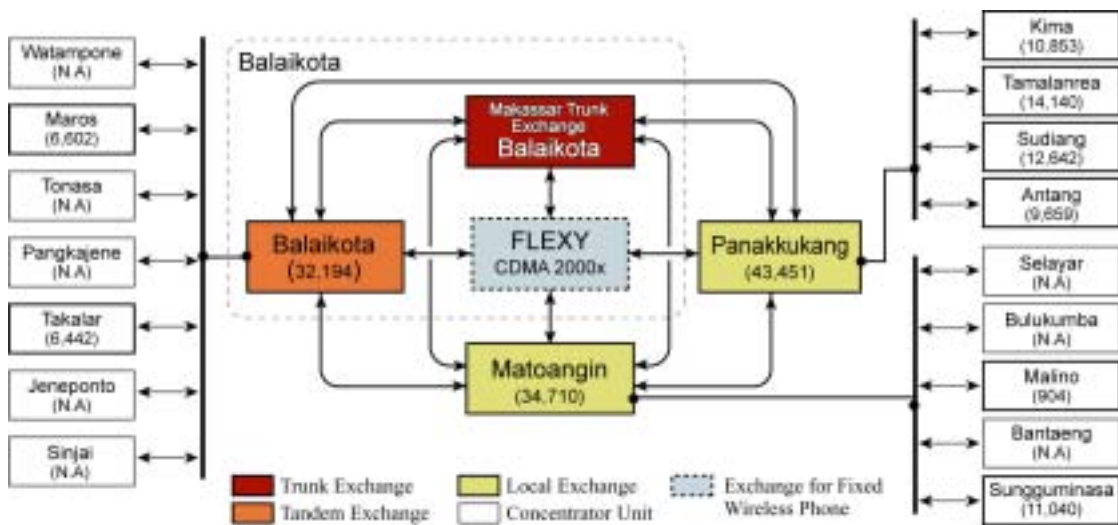 Watampone
(N.A)
Maros
(6,602)
Tonasa
(N.A)
Pangkajene
(N.A)
Takalar
(6,442)
Jeneponto
(N.A)
Sinjai
(N.A)
Balaikota
Makassar Trunk
Exchange
Balaikota
Balaikota
(32,194)
FLEXY
CDMA 2000x
Panakkukang
(43,451)
Matoangin
(34,710)
Kima
(10,853)
Tamalanrea
(14,140)
Sudiang
(12,642)
Antang
(9,659)
Selayar
(N.A)
Bulukumba
(N.A)
Malino
(904)
Bantaeng
(N.A)
Sungguminasa
(11,040)
Trunk Exchange
Tandem Exchange
Local Exchange
Concentrator Unit
Exchange for Fixed
Wireless Phone